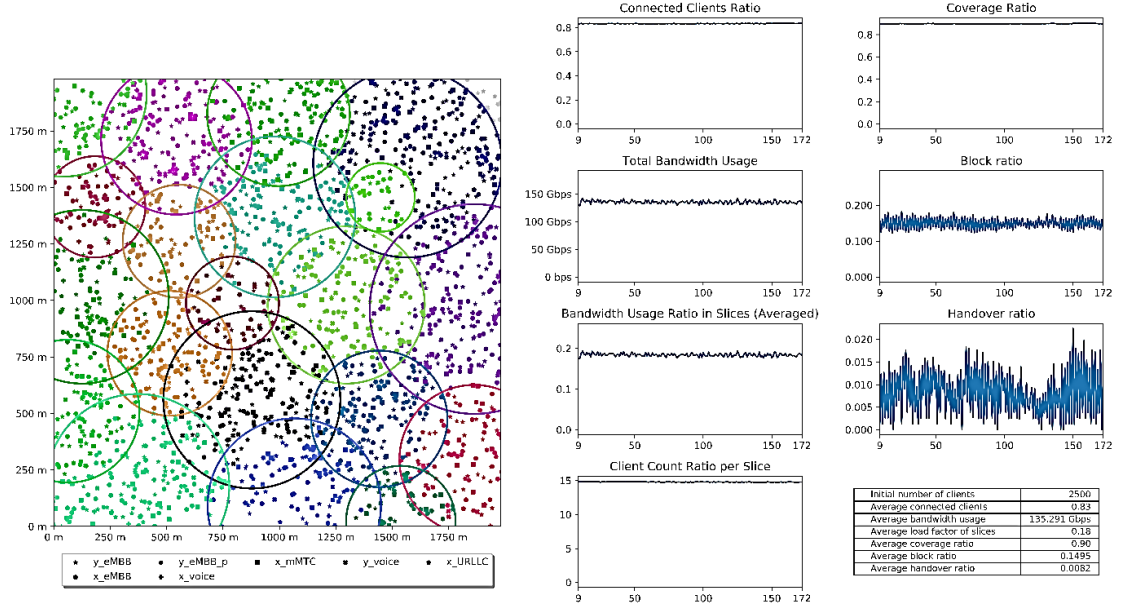 Connected Clients Ratio
0.8
0.6
0.4
0.2
0.0
9 50 100 150 172
Coverage Ratio
0.8
0.6
0.4
0.2
0.0
9 50 100 150 172
1750 m
1500 m
1250 m
1000 m
750 m
500 m
250 m
0 m
0 m 250 m 500 m 750 m 1000 m 1250 m 1500 m 1750 m
y_eMBB y_eMBB_p x_mMTC y_voice x_URLLC
x_eMBB x_voice
Total Bandwidth Usage
150 Gbps
100 Gbps
50 Gbps
0 bps
9 50 100 150 172
Block ratio
0.200
0.100
0.000
9 50 100 150 172
Bandwidth Usage Ratio in Slices (Averaged)
0.2
0.1
0.0
9 50 100 150 172
Handover ratio
0.020
0.015
0.010
0.005
0.000
9 50 100 150 172
Client Count Ratio per Slice
15
10
5
0
9 50 100 150 172
Initial number of clients 2500
Average connected clients 0.83
Average bandwidth usage 135.291 Gbps
Average load factor of slices 0.18
Average coverage ratio 0.90
Average block ratio 0.1495
Average handover ratio 0.0082